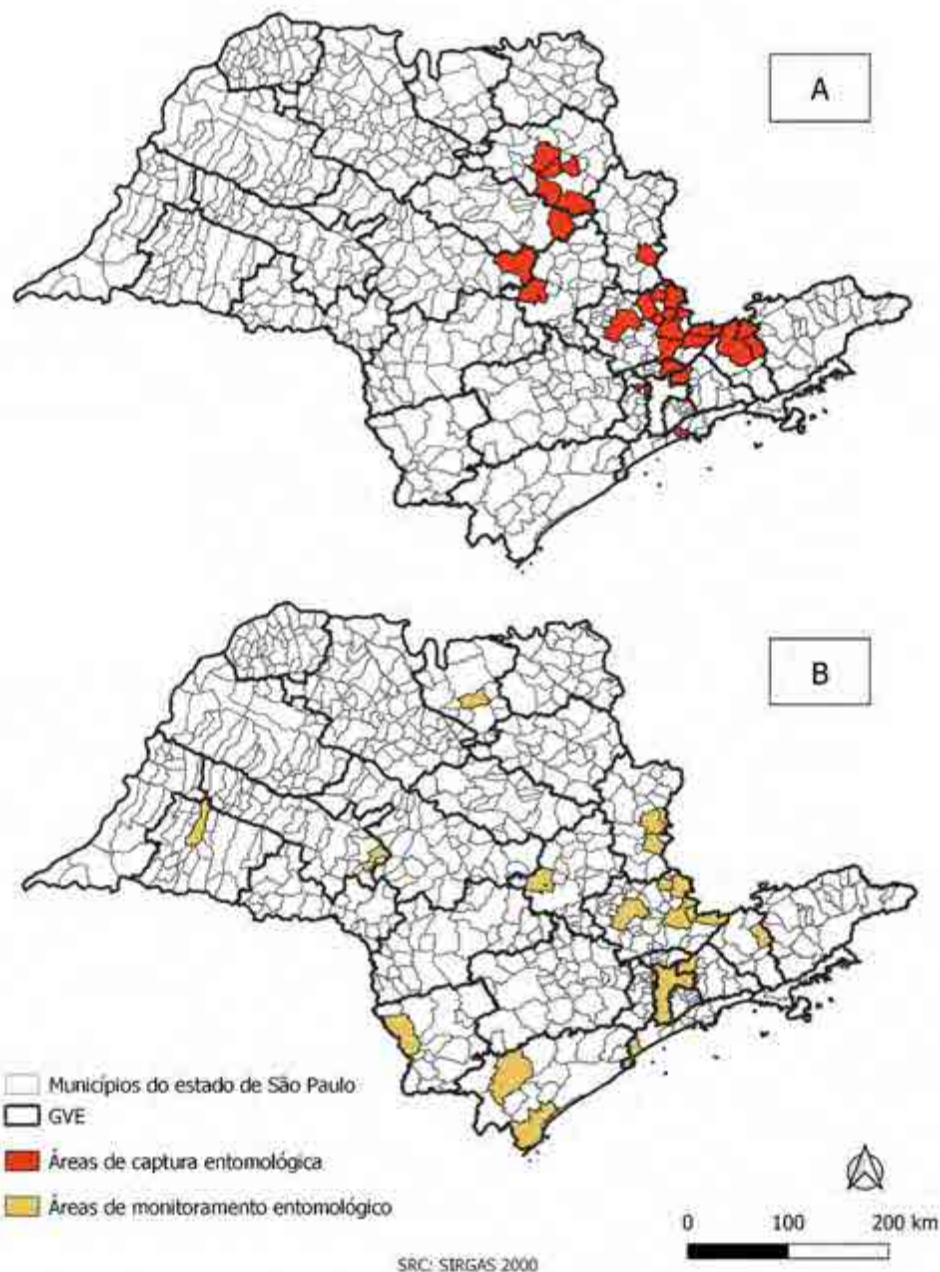 A
B
Municípios do estado de São Paulo
GVE
Áreas de captura entomológica
Áreas de monitoramento entomológico
0 100 200 km
SRC: SIRGAS 2000